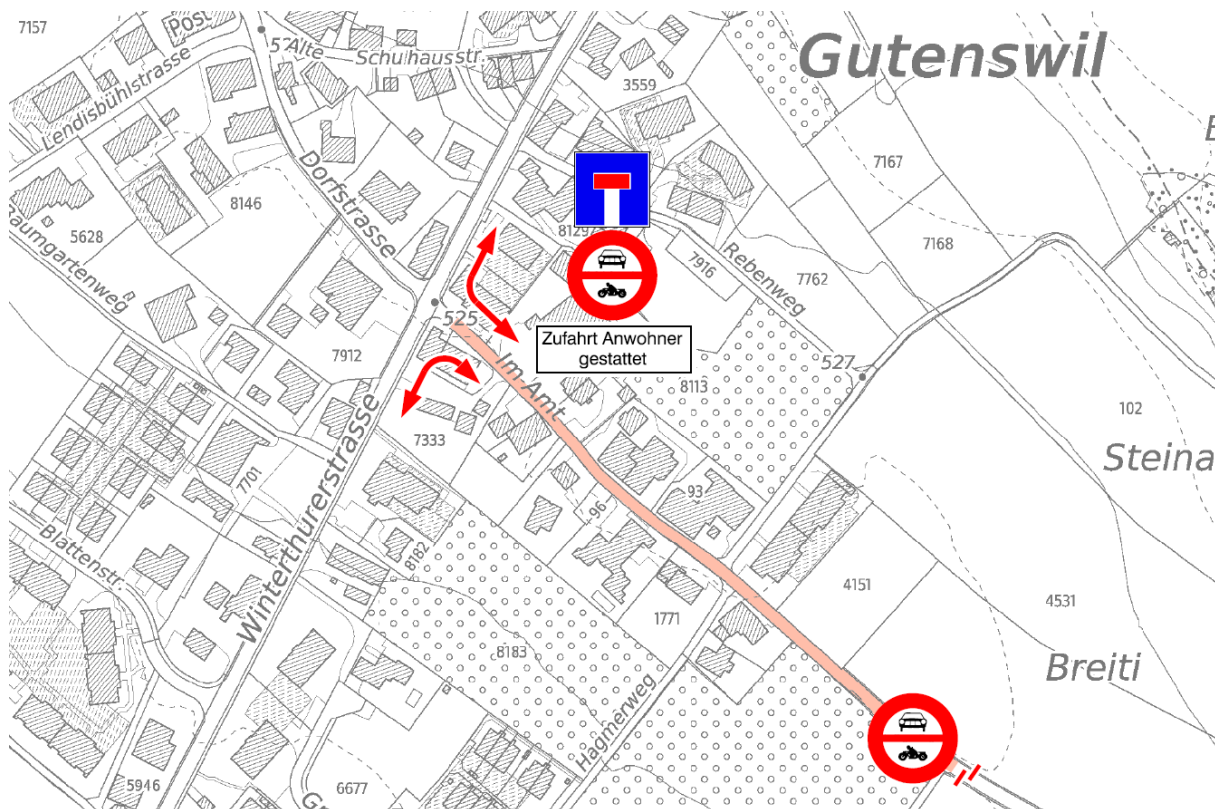 7157
Post
Gutenswil
52
Alte
Schulhausstr.
Lendisbühlstrasse
3559
7167
8146
Dorfstrasse
5628
8129
7168
Baumgartenweg
7916
Rebenweg
7762
525
Zufahrt Anwohner
gestattet
7912
Im Amt
527
8113
102
7333
Steina
7701
Winterthurerstrasse
93
96
Blattenstr.
8182
4151
4531
1771
8183
Breiti
Hagmerweg
5946
6677